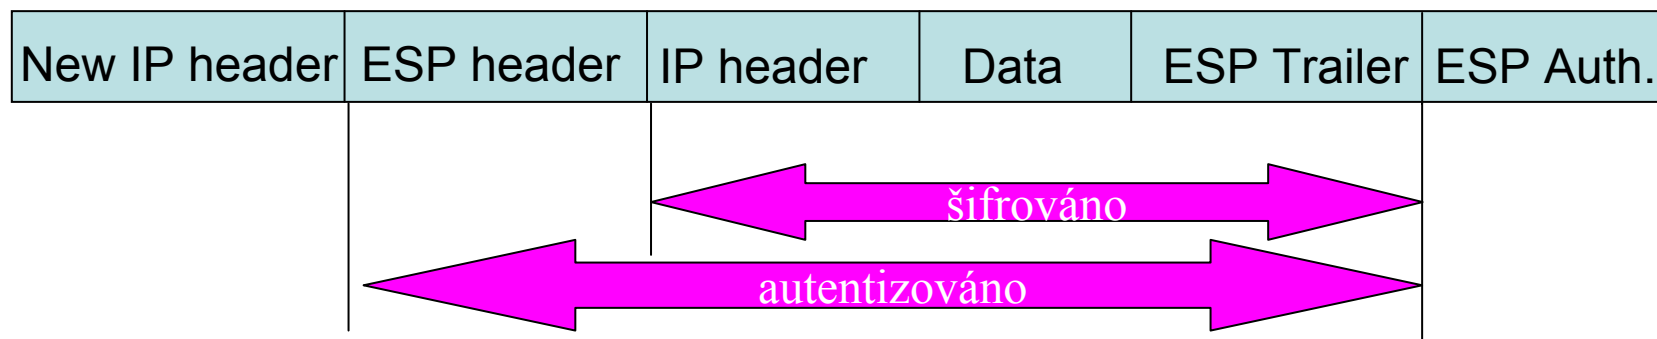 New IP header ESP header IP header Data ESP Trailer ESP Auth.
šifrováno
autentizováno